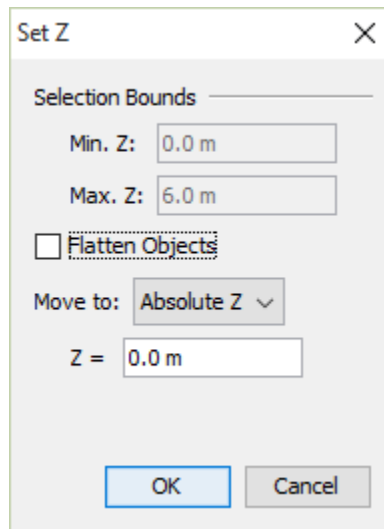 Set Z
Selection Bounds
Min. Z: 0.0 m
Max. Z: 6.0 m
Flatten Objects
Move to: Absolute Z
Z = 0.0 m
OK Cancel